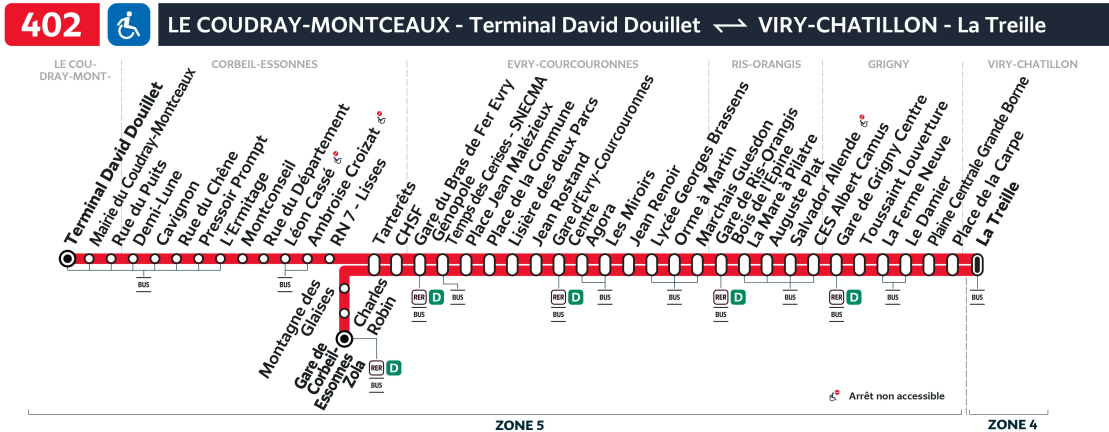 402
LE COUDRAY-MONTCEAUX - Terminal David Douillet ⇌ VIRY-CHATILLON - La Treille
LE COU-
DRAY-MONT-
CORBEIL-ESSONNES
EVRY-COURCOURONNES
RIS-ORANGIS
GRIGNY
VIRY-CHATILLON
Terminal David Douillet
Mairie du Coudray-Montceaux
Rue du Puits
Demi-Lune
Cavignon
Rue du Chêne
Pressoir Prompt
L'Ermitage
Montconseil
Rue du Département
Léon Cassé
Ambroise Croizat
RN 7 - Lisses
Tarterêts
CHSF
Gare du Bras de Fer Evry
Génopole
Temps des Cerises - SNECMA
Place Jean Malézieux
Place de la Commune
Lisière des deux Parcs
Jean Rostand
Gare d'Evry-Courcouronnes
Centre
Agora
Les Miroirs
Jean Renoir
Lycée Georges Brassens
Orme à Martin
Marchais Guesdon
Gare de Ris-Orangis
Bois de l'Epine
La Mare à Pilatre
Auguste Plat
Salvador Allende
CES Albert Camus
Gare de Grigny Centre
Toussaint Louverture
La Ferme Neuve
Le Damier
Plaine Centrale Grande Borne
Place de la Carpe
La Treille
BUS
BUS
RER D
BUS
BUS
RER D
BUS
BUS
BUS
RER D
BUS
BUS
RER D
BUS
BUS
BUS
Montagne des
Glaises
Charles
Robin
Gare de
Corbeil-
Essonnes
Zola
RER D
BUS
Arrêt non accessible
ZONE 5
ZONE 4